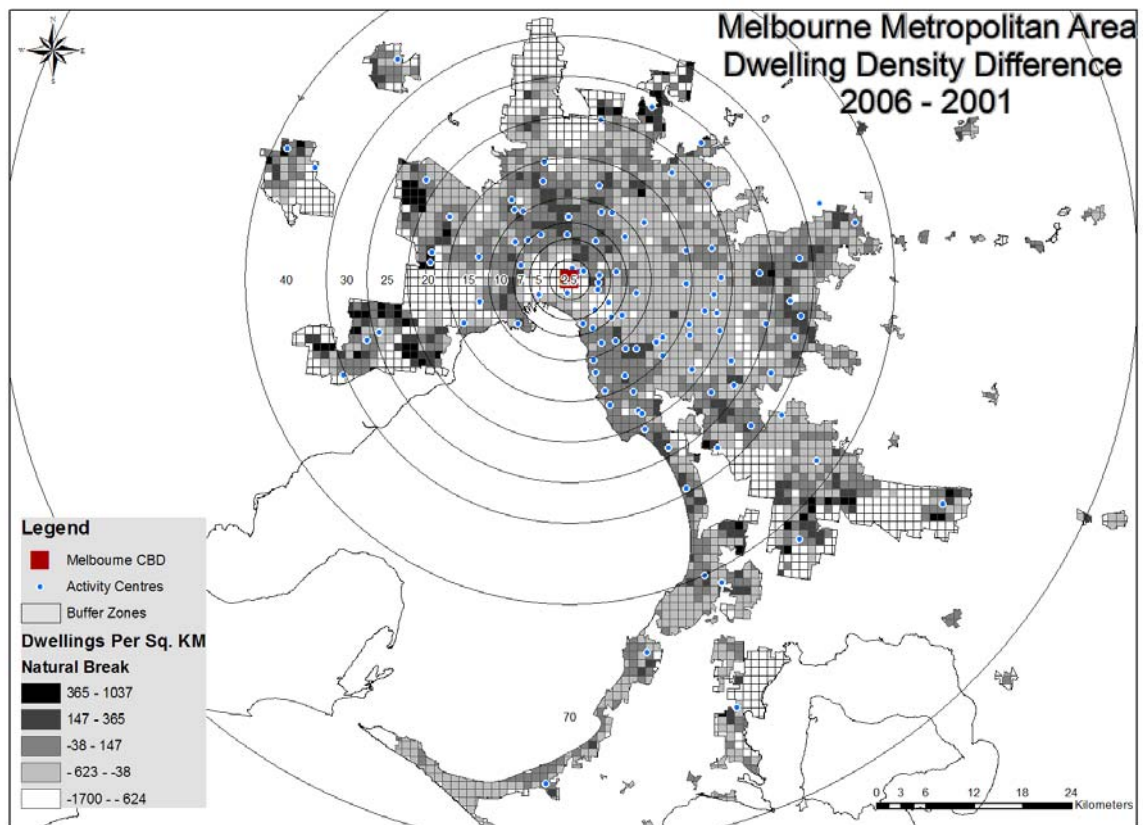 Melbourne Metropolitan Area
Dwelling Density Difference
2006 - 2001
N
W
E
S
40
30
25
20
15
10
7
5
2.5
70
Legend
Melbourne CBD
Activity Centres
Buffer Zones
Dwellings Per Sq. KM
Natural Break
365 - 1037
147 - 365
-38 - 147
- 623 - -38
-1700 - - 624
0 3 6 12 18 24
Kilometers